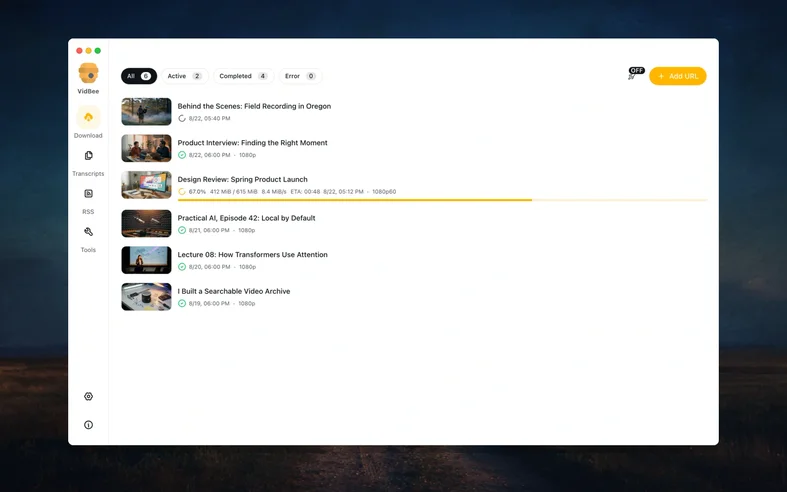 VidBee
Download
Transcripts
RSS
Tools
All 6
Active 2
Completed 4
Error 0
OFF
+ Add URL
Behind the Scenes: Field Recording in Oregon
8/22, 05:40 PM
Product Interview: Finding the Right Moment
8/22, 06:00 PM · 1080p
Design Review: Spring Product Launch
67.0% 412 MiB / 615 MiB 8.4 MiB/s ETA: 00:48 8/22, 05:12 PM · 1080p60
Practical AI, Episode 42: Local by Default
8/21, 06:00 PM · 1080p
Lecture 08: How Transformers Use Attention
8/20, 06:00 PM · 1080p
I Built a Searchable Video Archive
8/19, 06:00 PM · 1080p